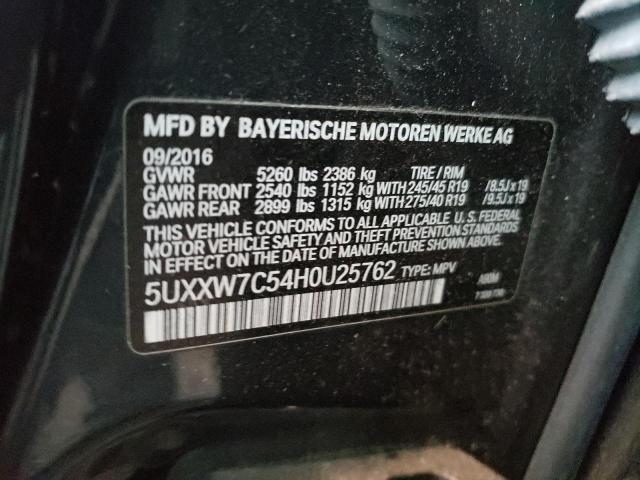 MFD BY BAYERISCHE MOTOREN WERKE AG
09/2016
GVWR 5260 lbs 2386 kg TIRE / RIM
GAWR FRONT 2540 lbs 1152 kg WITH 245/45 R19 /8.5J x 19
GAWR REAR 2899 lbs 1315 kg WITH 275/40 R19 /9.5J x 19
THIS VEHICLE CONFORMS TO ALL APPLICABLE U.S. FEDERAL
MOTOR VEHICLE SAFETY AND THEFT PREVENTION STANDARDS
IN EFFECT ON THE DATE OF MANUFACTURE SHOWN ABOVE.
5UXXW7C54H0U25762 TYPE: MPV